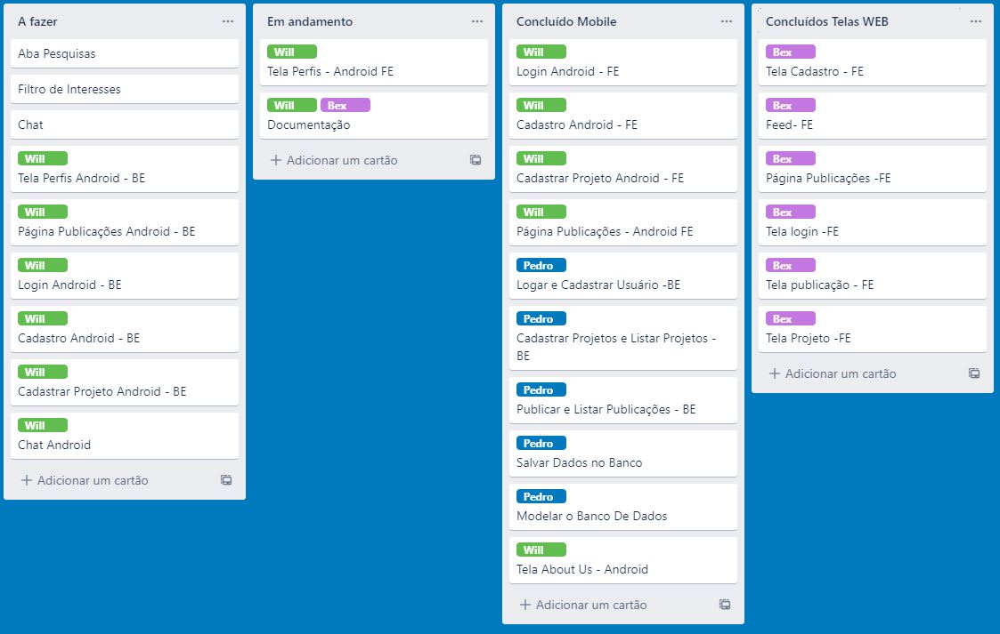 A fazer
Aba Pesquisas
Filtro de Interesses
Chat
Will
Tela Perfis Android - BE
Will
Página Publicações Android - BE
Will
Login Android - BE
Will
Cadastro Android - BE
Will
Cadastrar Projeto Android - BE
Will
Chat Android
Adicionar um cartão
Em andamento
Will
Tela Perfis - Android FE
Will Bex
Documentação
Adicionar um cartão
Concluído Mobile
Will
Login Android - FE
Will
Cadastro Android - FE
Will
Cadastrar Projeto Android - FE
Will
Página Publicações - Android FE
Pedro
Logar e Cadastrar Usuário -BE
Pedro
Cadastrar Projetos e Listar Projetos -
BE
Pedro
Publicar e Listar Publicações - BE
Pedro
Salvar Dados no Banco
Pedro
Modelar o Banco De Dados
Will
Tela About Us - Android
Adicionar um cartão
Concluídos Telas WEB
Bex
Tela Cadastro - FE
Bex
Feed- FE
Bex
Página Publicações -FE
Bex
Tela login -FE
Bex
Tela publicação - FE
Bex
Tela Projeto -FE
Adicionar um cartão